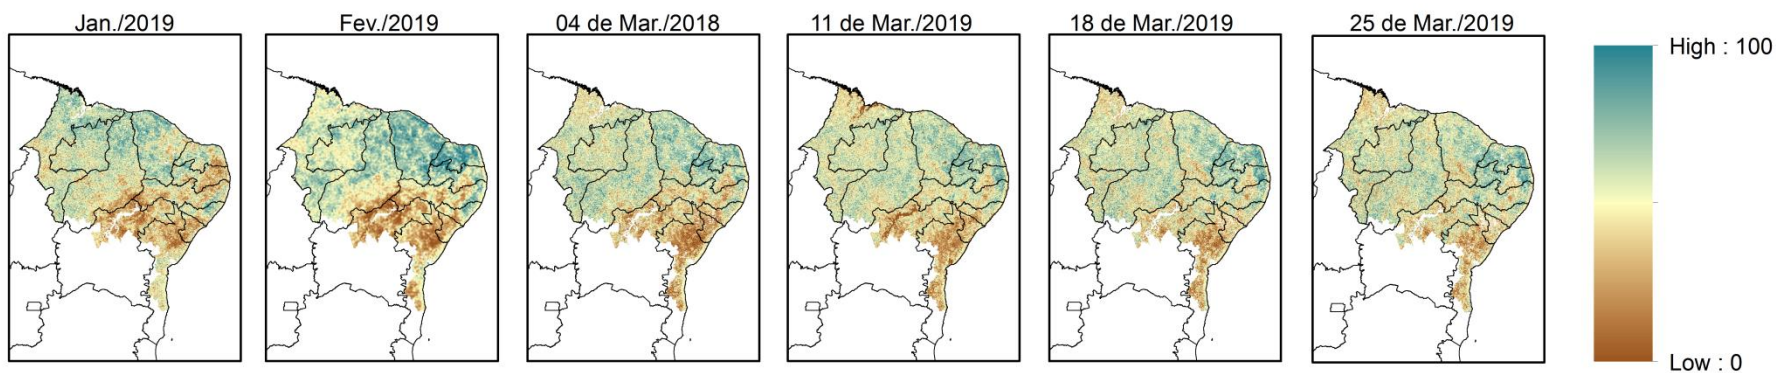 Jan./2019
Fev./2019
04 de Mar./2018
11 de Mar./2019
18 de Mar./2019
25 de Mar./2019
High : 100
Low : 0